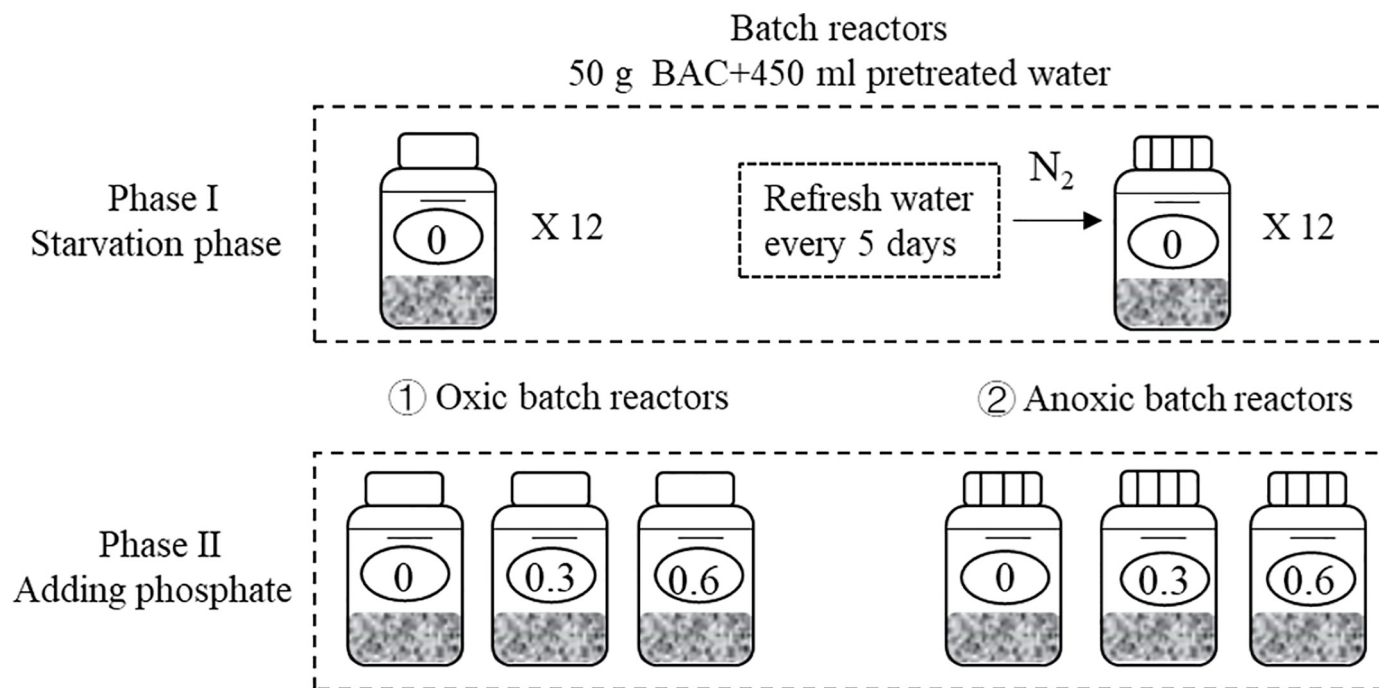 Batch reactors
50 g BAC+450 ml pretreated water
Phase I
Starvation phase
0
X 12
Refresh water
every 5 days
N₂
0
X 12
① Oxic batch reactors
② Anoxic batch reactors
Phase II
Adding phosphate
0
0.3
0.6
0
0.3
0.6